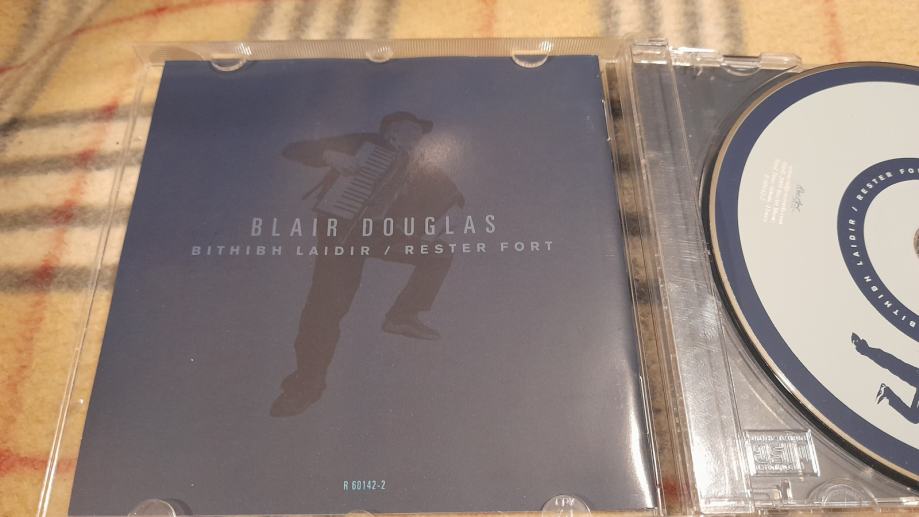 BLAIR DOUGLAS
BITHIBH LAIDIR / RESTER FORT
R 60142-2
BITHIBH LAIDIR / RESTER FO